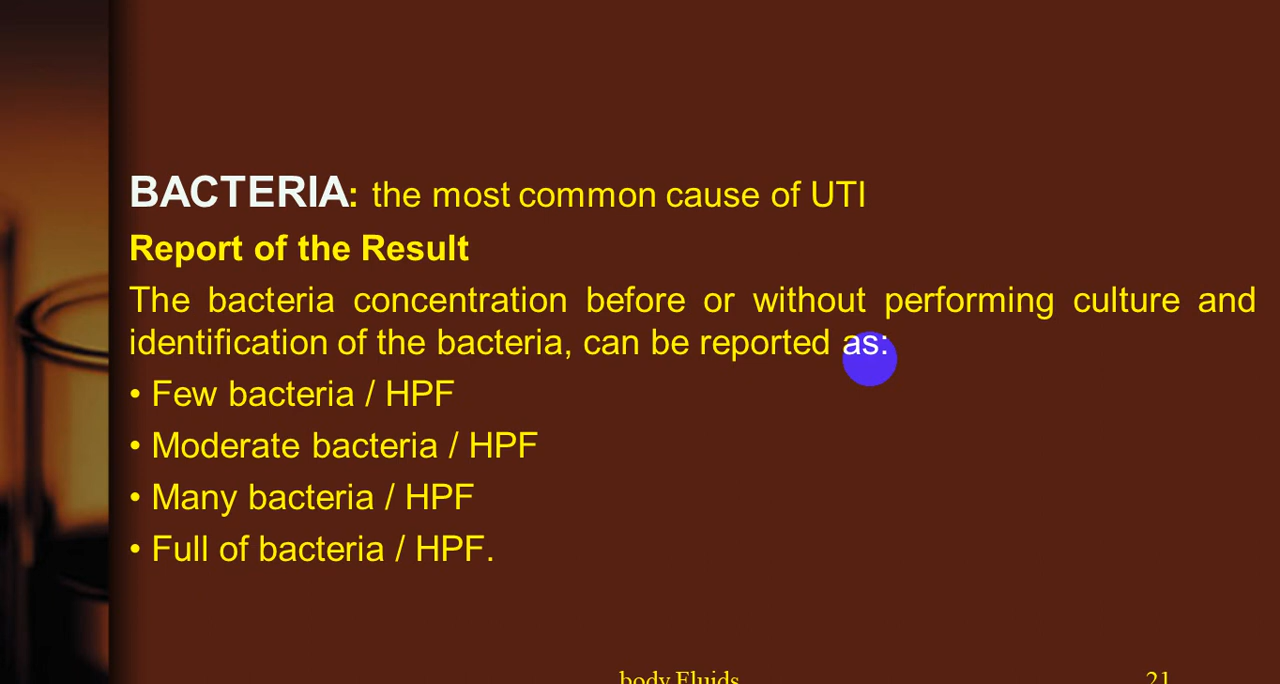 BACTERIA: the most common cause of UTI
Report of the Result
The bacteria concentration before or without performing culture and
identification of the bacteria, can be reported as:
• Few bacteria / HPF
• Moderate bacteria / HPF
• Many bacteria / HPF
• Full of bacteria / HPF.
body Fluids 21